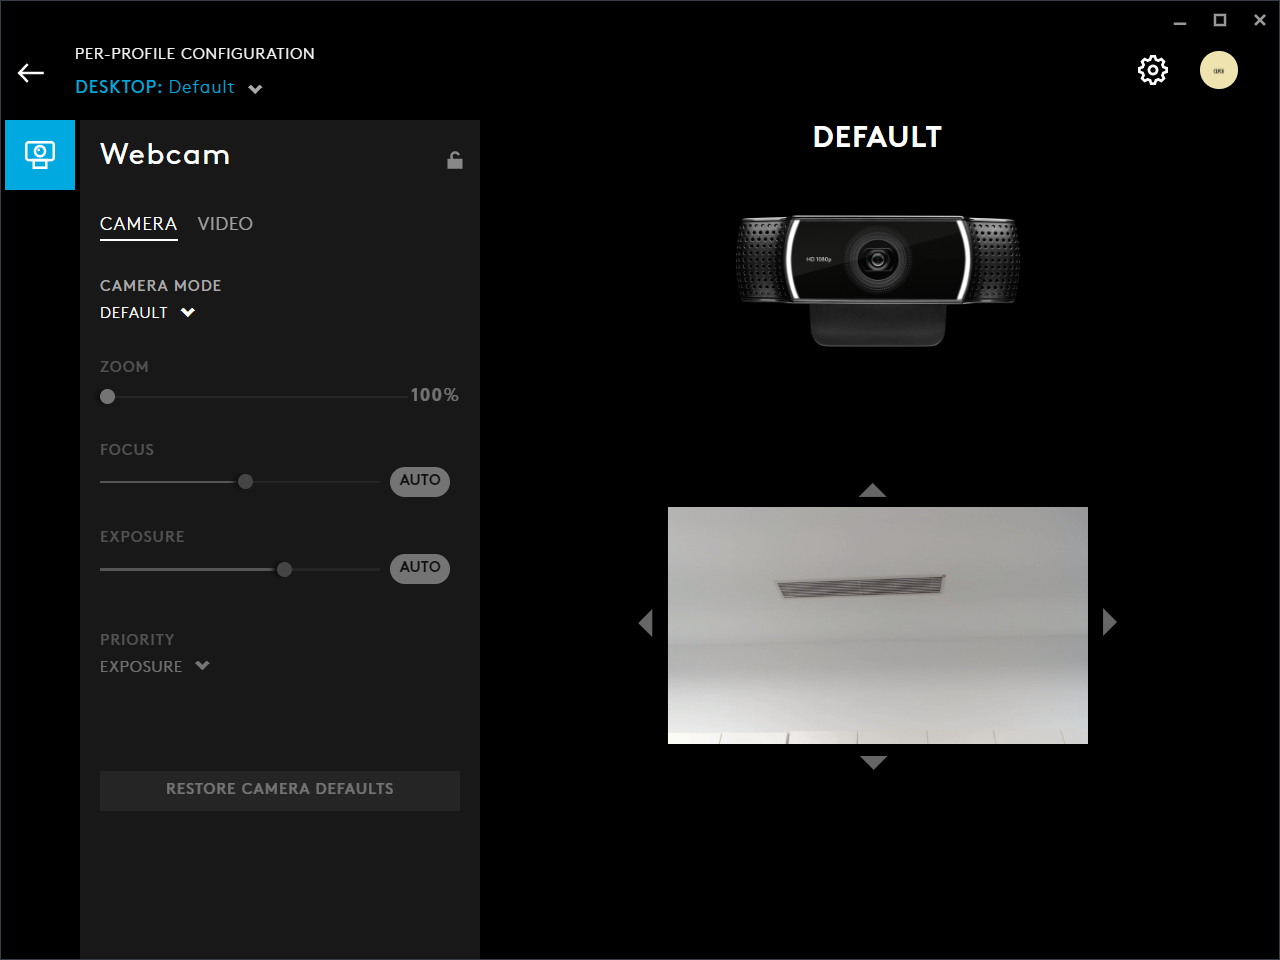 PER-PROFILE CONFIGURATION
DESKTOP: Default
Webcam
CAMERA VIDEO
CAMERA MODE
DEFAULT
ZOOM
100%
FOCUS
AUTO
EXPOSURE
AUTO
PRIORITY
EXPOSURE
RESTORE CAMERA DEFAULTS
DEFAULT
HD 1080p